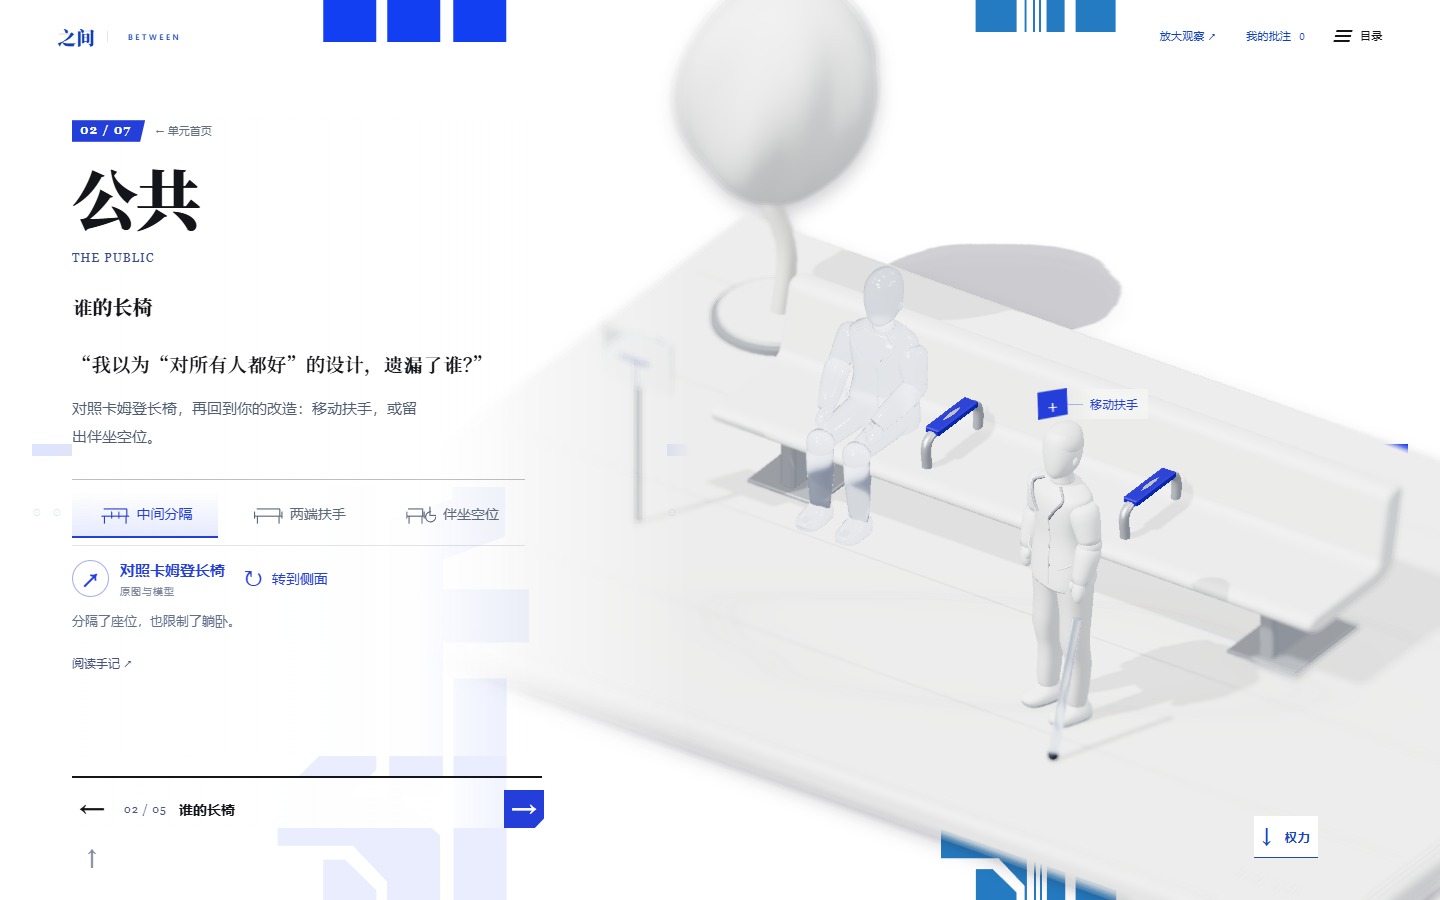 之间 BETWEEN
放大观察 ↗ 我的批注 0 目录
02 / 07 ← 单元首页
公共
THE PUBLIC
谁的长椅
“我以为“对所有人都好”的设计，遗漏了谁？”
对照卡姆登长椅，再回到你的改造：移动扶手，或留
出伴坐空位。
+ 移动扶手
中间分隔 两端扶手 伴坐空位
对照卡姆登长椅
原图与模型
转到侧面
分隔了座位，也限制了躺卧。
阅读手记 ↗
← 02 / 05 谁的长椅 →
↑
↓ 权力